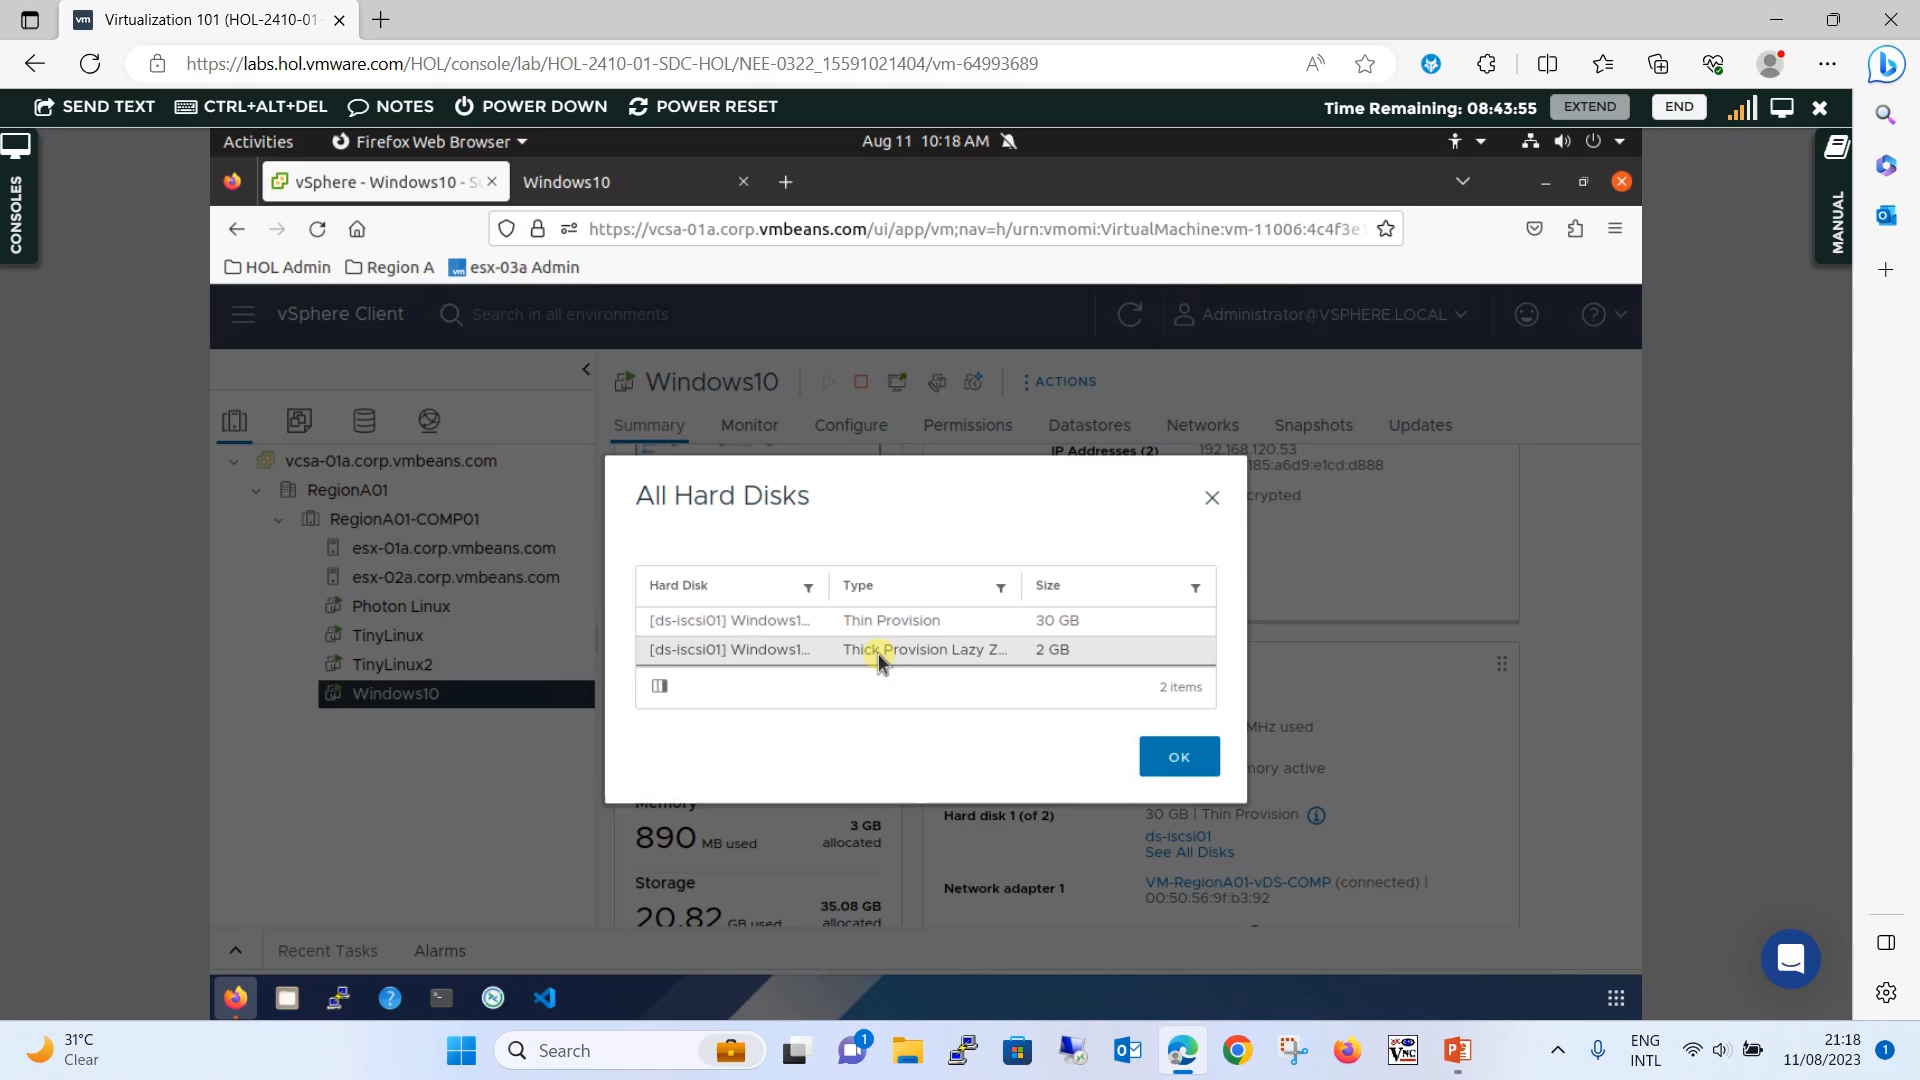 Virtualization 101 (HOL-2410-01
https://labs.hol.vmware.com/HOL/console/lab/HOL-2410-01-SDC-HOL/NEE-0322_15591021404/vm-64993689
SEND TEXT CTRL+ALT+DEL NOTES POWER DOWN POWER RESET Time Remaining: 08:43:55 EXTEND END
CONSOLES
MANUAL
Activities Firefox Web Browser Aug 11 10:18 AM
vSphere - Windows10 - Su Windows10
https://vcsa-01a.corp.vmbeans.com/ui/app/vm;nav=h/urn:vmomi:VirtualMachine:vm-11006:4c4f3e1
HOL Admin Region A esx-03a Admin
vSphere Client Search in all environments Administrator@VSPHERE.LOCAL
Windows10 ACTIONS
Summary Monitor Configure Permissions Datastores Networks Snapshots Updates
vcsa-01a.corp.vmbeans.com
RegionA01
RegionA01-COMP01
esx-01a.corp.vmbeans.com
esx-02a.corp.vmbeans.com
Photon Linux
TinyLinux
TinyLinux2
Windows10
IP Addresses (2) 192.168.120.53
185:a6d9:e1cd:d888
crypted
All Hard Disks
Hard Disk Type Size
[ds-iscsi01] Windows1... Thin Provision 30 GB
[ds-iscsi01] Windows1... Thick Provision Lazy Z... 2 GB
2 items
OK
MHz used
mory active
Memory
890 MB used 3 GB
allocated
Storage
20.82 GB used 35.08 GB
allocated
Hard disk 1 (of 2) 30 GB | Thin Provision
ds-iscsi01
See All Disks
Network adapter 1 VM-RegionA01-vDS-COMP (connected) |
00:50:56:9f:b3:92
Recent Tasks Alarms
31°C
Clear
Search
1
ENG
INTL
21:18
11/08/2023
1